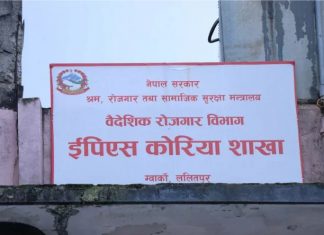 नेपाल सरकार
श्रम, रोजगार तथा सामाजिक सुरक्षा मन्त्रालय
वैदेशिक रोजगार विभाग
ईपिएस कोरिया शाखा
ग्वार्को, ललितपुर